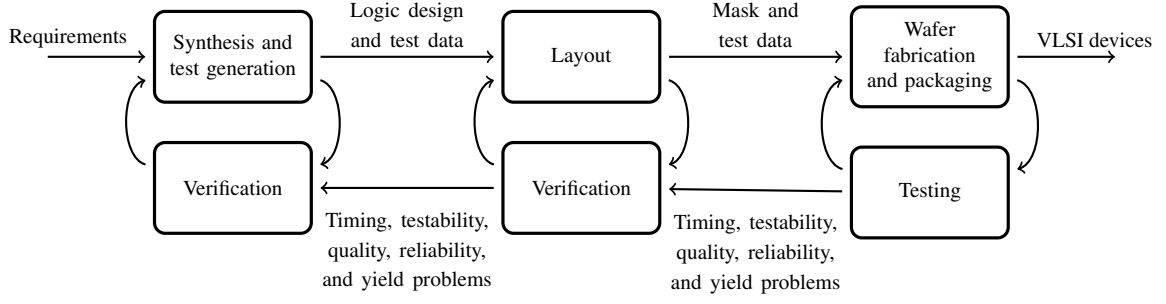 Requirements
Synthesis and
test generation
Logic design
and test data
Layout
Mask and
test data
Wafer
fabrication
and packaging
VLSI devices
Verification
Timing, testability,
quality, reliability,
and yield problems
Verification
Timing, testability,
quality, reliability,
and yield problems
Testing